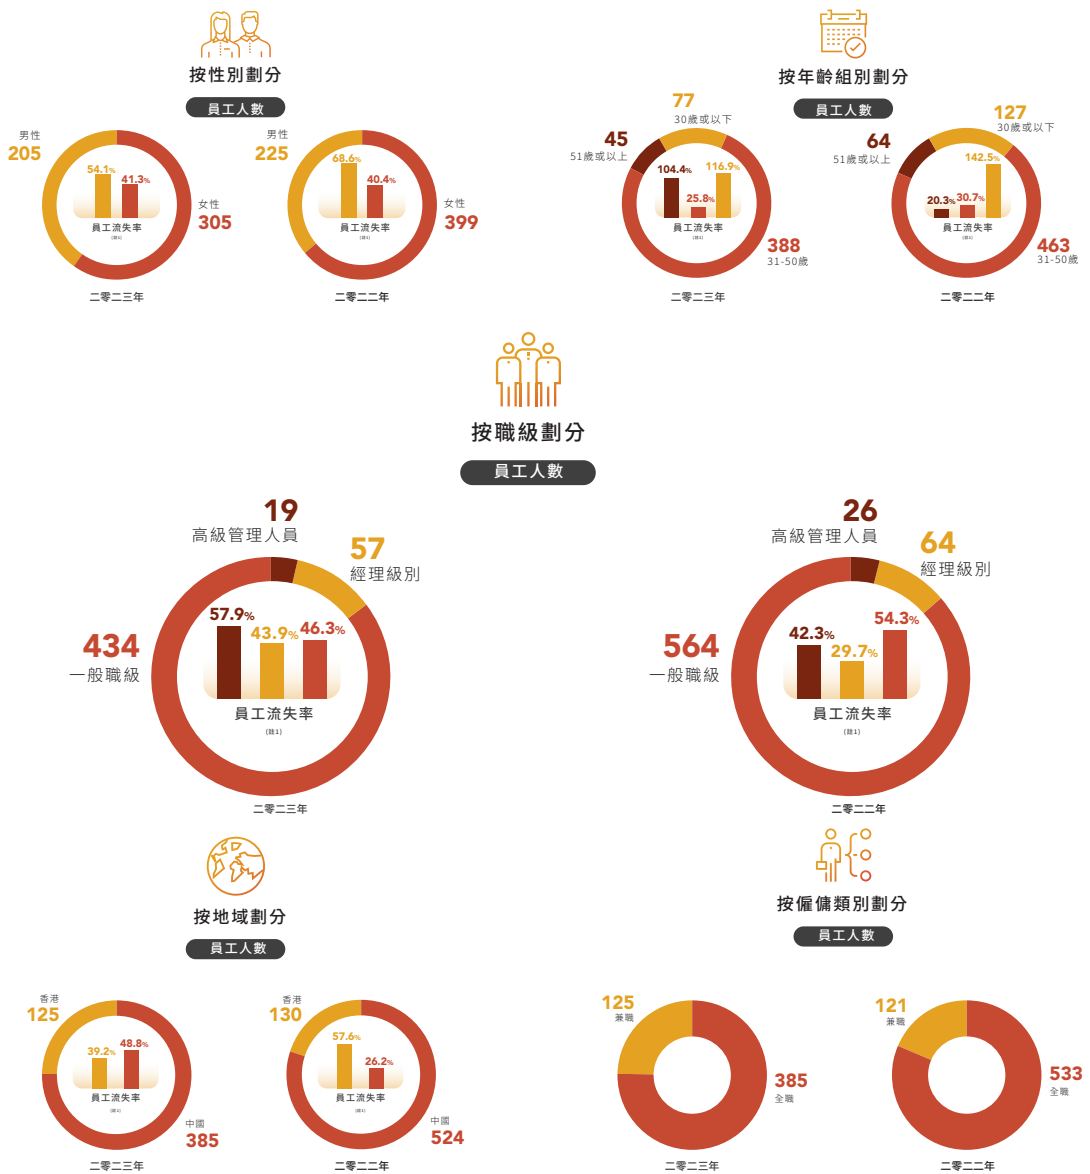 按性別劃分
員工人數
男性
205
54.1%
41.3%
員工流失率
(註1)
女性
305
二零二三年
男性
225
68.6%
40.4%
員工流失率
(註1)
女性
399
二零二二年
按年齡組別劃分
員工人數
77
30歲或以下
45
51歲或以上
104.4%
25.8%
116.9%
員工流失率
(註1)
388
31-50歲
二零二三年
127
30歲或以下
64
51歲或以上
20.3%
30.7%
142.5%
員工流失率
(註1)
463
31-50歲
二零二二年
按職級劃分
員工人數
19
高級管理人員
57
經理級別
434
一般職級
57.9%
43.9%
46.3%
員工流失率
(註1)
二零二三年
26
高級管理人員
64
經理級別
564
一般職級
42.3%
29.7%
54.3%
員工流失率
(註1)
二零二二年
按地域劃分
員工人數
香港
125
39.2%
48.8%
員工流失率
(註1)
中國
385
二零二三年
香港
130
57.6%
26.2%
員工流失率
(註1)
中國
524
二零二二年
按僱傭類別劃分
員工人數
125
兼職
385
全職
二零二三年
121
兼職
533
全職
二零二二年